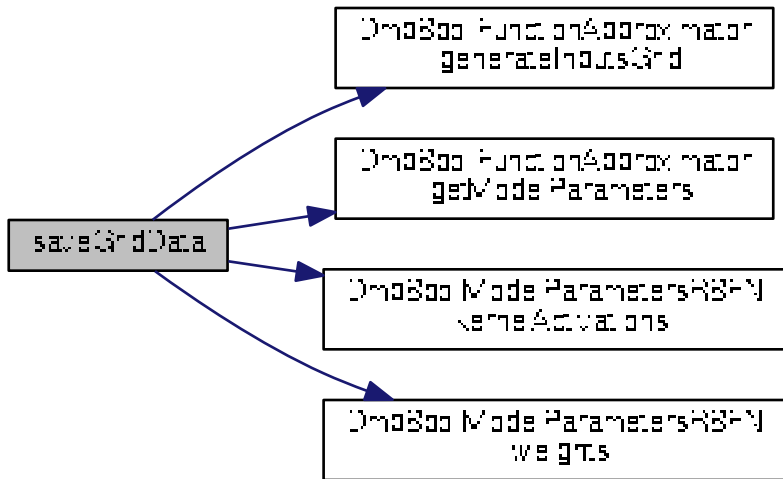 saveGridData
DmpBbo::FunctionApproximator::
generateInputsGrid
DmpBbo::FunctionApproximator::
getModelParameters
DmpBbo::ModelParametersRBFN::
kernelActivations
DmpBbo::ModelParametersRBFN::
weights